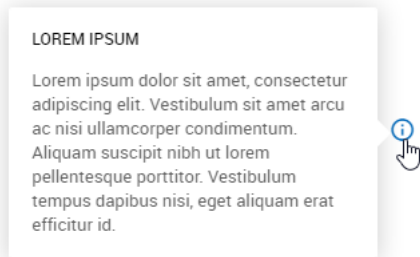 LOREM IPSUM
Lorem ipsum dolor sit amet, consectetur
adipiscing elit. Vestibulum sit amet arcu
ac nisi ullamcorper condimentum.
Aliquam suscipit nibh ut lorem
pellentesque porttitor. Vestibulum
tempus dapibus nisi, eget aliquam erat
efficitur id.